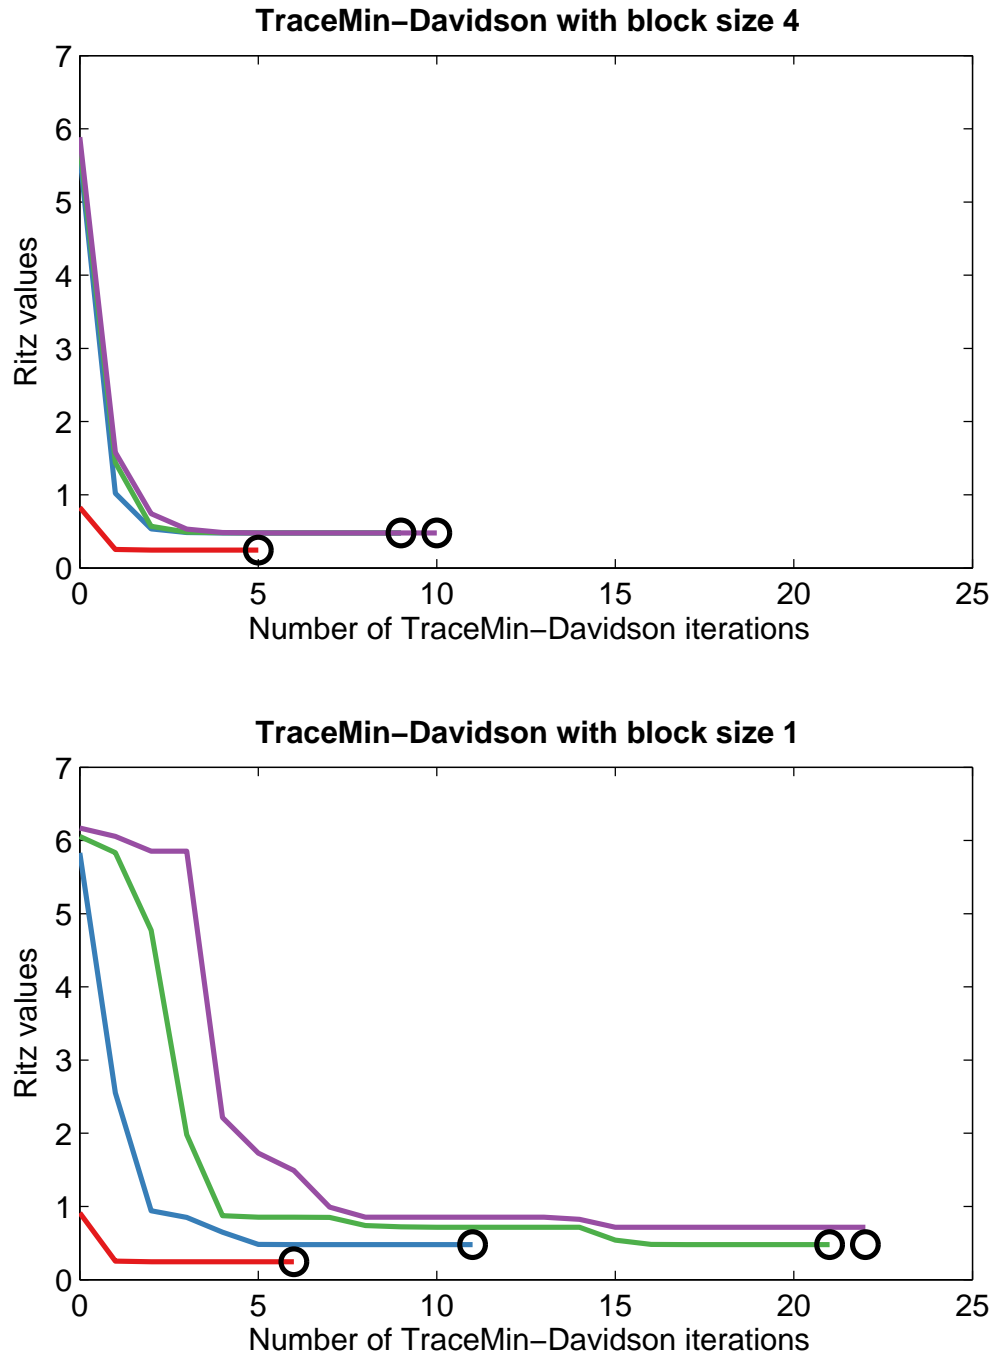 TraceMin–Davidson with block size 4
7
6
5
4
3
2
1
0
Ritz values
0 5 10 15 20 25
Number of TraceMin–Davidson iterations
TraceMin–Davidson with block size 1
7
6
5
4
3
2
1
0
Ritz values
0 5 10 15 20 25
Number of TraceMin–Davidson iterations